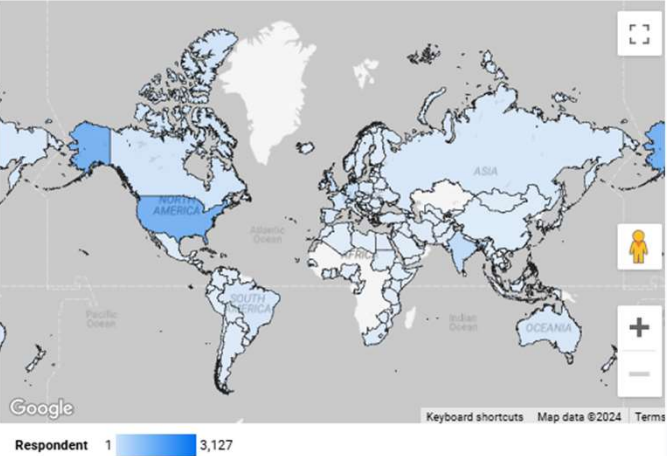 ASIA
NORTH
AMERICA
Atlantic
Ocean
AFRICA
SOUTH
AMERICA
Pacific
Ocean
Indian
Ocean
OCEANIA
+
−
Google
Keyboard shortcuts Map data ©2024 Terms
Respondent 1 3,127